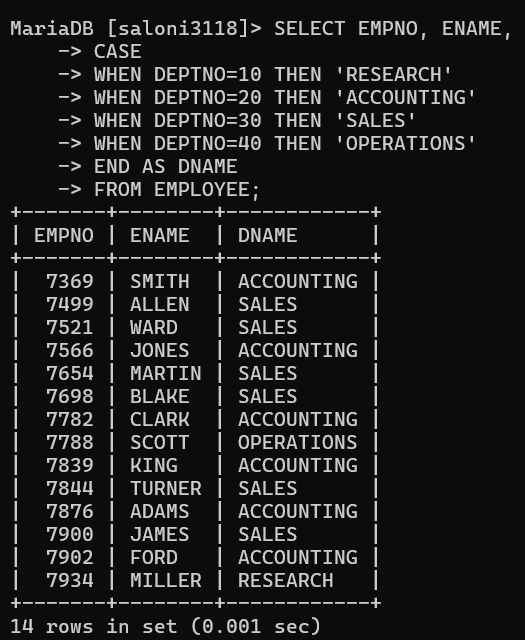 MariaDB [saloni3118]> SELECT EMPNO, ENAME,
    -> CASE
    -> WHEN DEPTNO=10 THEN 'RESEARCH'
    -> WHEN DEPTNO=20 THEN 'ACCOUNTING'
    -> WHEN DEPTNO=30 THEN 'SALES'
    -> WHEN DEPTNO=40 THEN 'OPERATIONS'
    -> END AS DNAME
    -> FROM EMPLOYEE;
+-------+--------+------------+
| EMPNO | ENAME  | DNAME      |
+-------+--------+------------+
|  7369 | SMITH  | ACCOUNTING |
|  7499 | ALLEN  | SALES      |
|  7521 | WARD   | SALES      |
|  7566 | JONES  | ACCOUNTING |
|  7654 | MARTIN | SALES      |
|  7698 | BLAKE  | SALES      |
|  7782 | CLARK  | ACCOUNTING |
|  7788 | SCOTT  | OPERATIONS |
|  7839 | KING   | ACCOUNTING |
|  7844 | TURNER | SALES      |
|  7876 | ADAMS  | ACCOUNTING |
|  7900 | JAMES  | SALES      |
|  7902 | FORD   | ACCOUNTING |
|  7934 | MILLER | RESEARCH   |
+-------+--------+------------+
14 rows in set (0.001 sec)